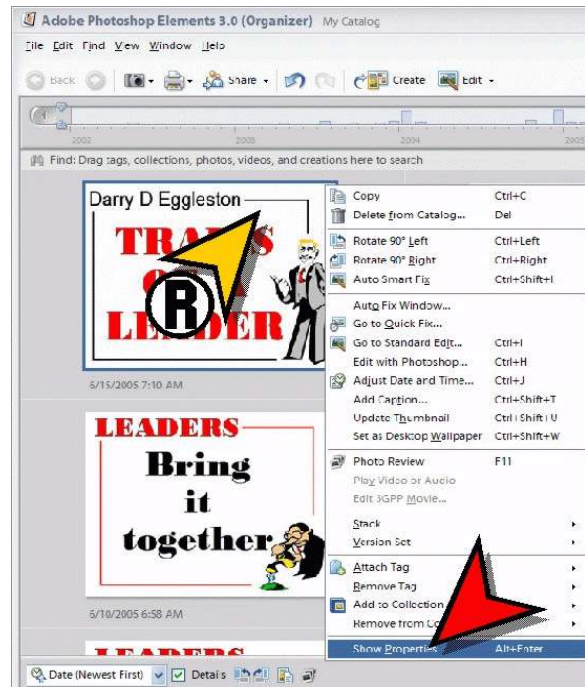 Adobe Photoshop Elements 3.0 (Organizer) My Catalog
File Edit Find View Window Help
Back Share Create Edit
2002 2003 2004 2005
Find: Drag tags, collections, photos, videos, and creations here to search
Darry D Eggleston
LEADER
R
6/15/2005 7:10 AM
LEADERS
Bring
it
together
6/10/2005 6:58 AM
LEADERS
Date (Newest First) Details
Copy Ctrl+C
Delete from Catalog... Del
Rotate 90° Left Ctrl+Left
Rotate 90° Right Ctrl+Right
Auto Smart Fix Ctrl+Shift+I
Auto Fix Window...
Go to Quick Fix...
Go to Standard Edit... Ctrl+I
Edit with Photoshop... Ctrl+H
Adjust Date and Time... Ctrl+J
Add Caption... Ctrl+Shift+T
Update Thumbnail Ctrl+Shift+U
Set as Desktop Wallpaper Ctrl+Shift+W
Photo Review F11
Play Video or Audio
Edit 3GPP Movie...
Stack
Version Set
Attach Tag
Remove Tag
Add to Collection
Remove from
Show Properties Alt+Enter